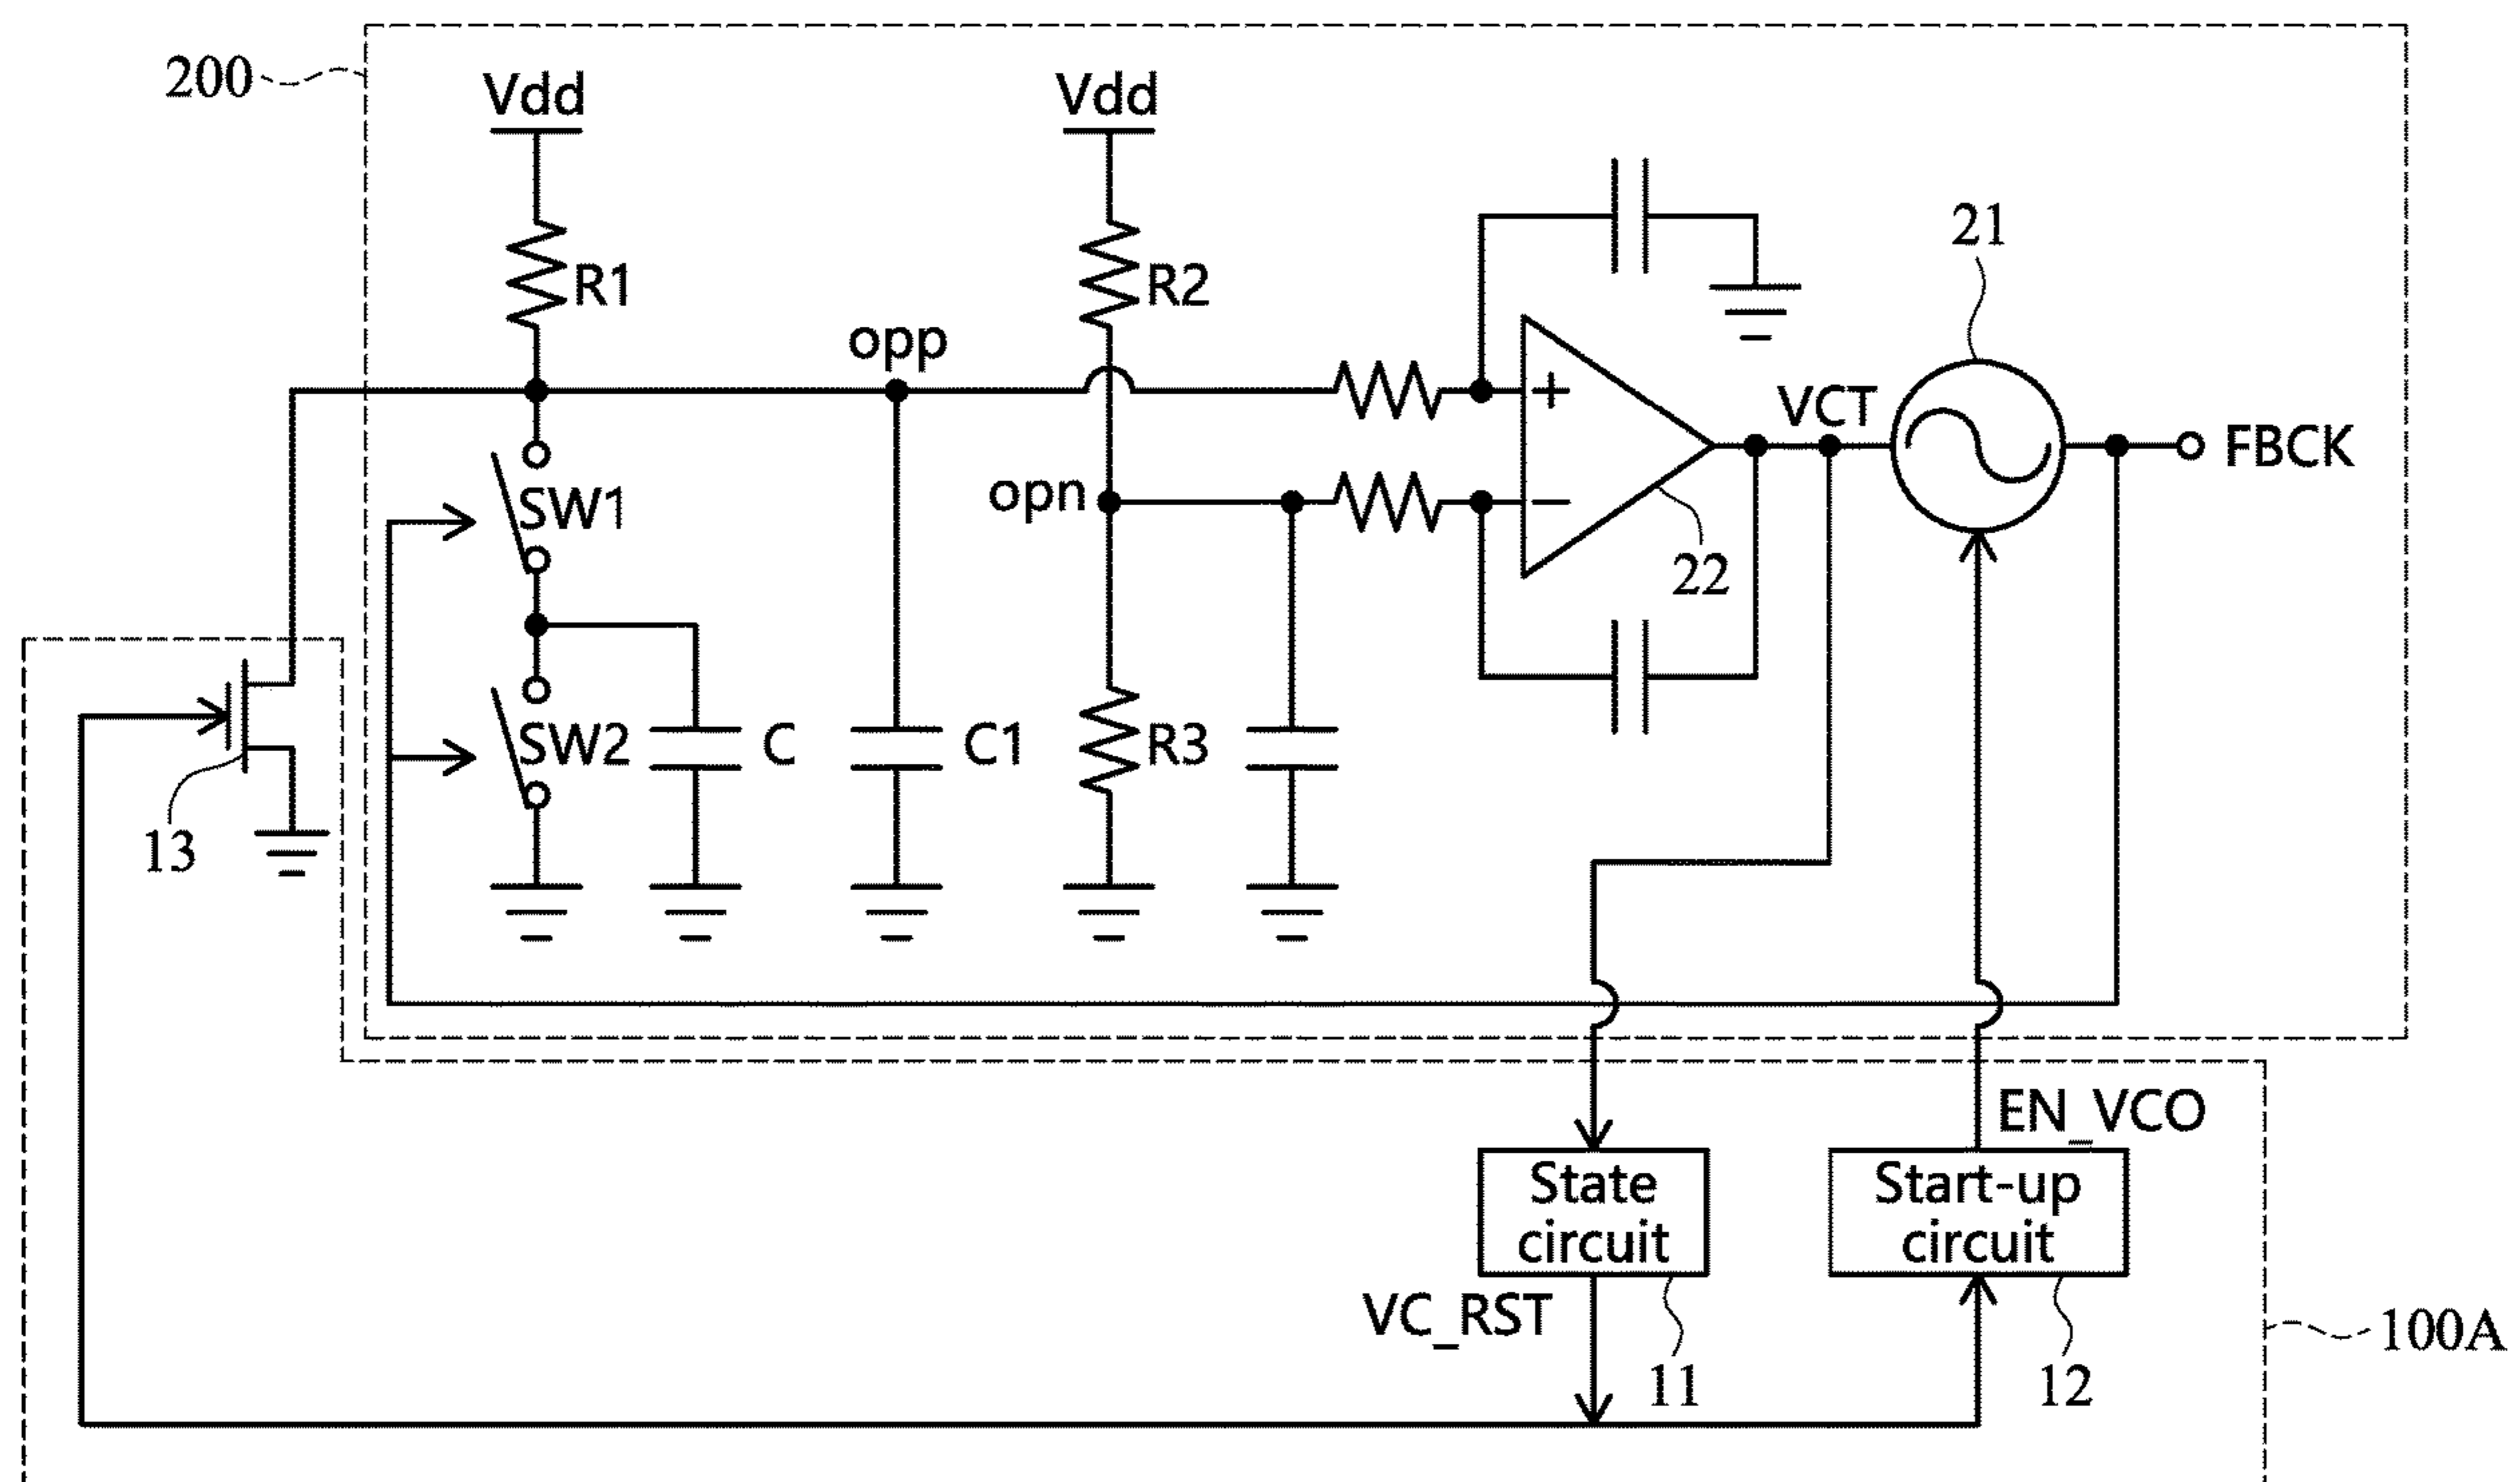 200
Vdd
Vdd
R1
R2
21
opp
VCT
FBCK
+
opn
−
SW1
22
SW2
C
C1
R3
13
EN_VCO
State
circuit
Start-up
circuit
VC_RST
11
12
100A